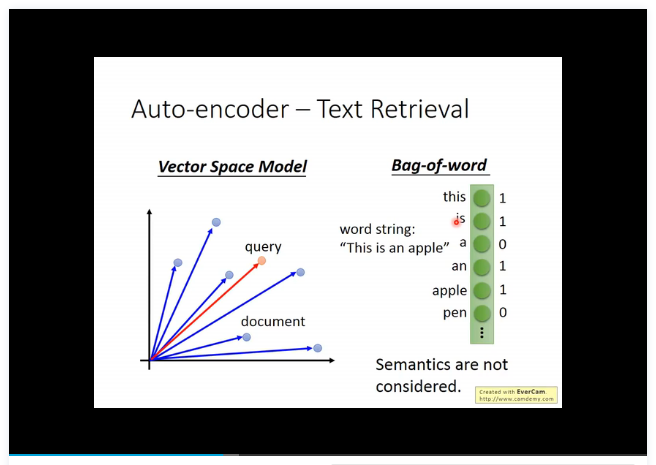 Auto-encoder – Text Retrieval
Vector Space Model
query
document
Bag-of-word
word string:
“This is an apple”
this 1
is 1
a 0
an 1
apple 1
pen 0
⋮
Semantics are not
considered.
Created with EverCam.
http://www.camdemy.com